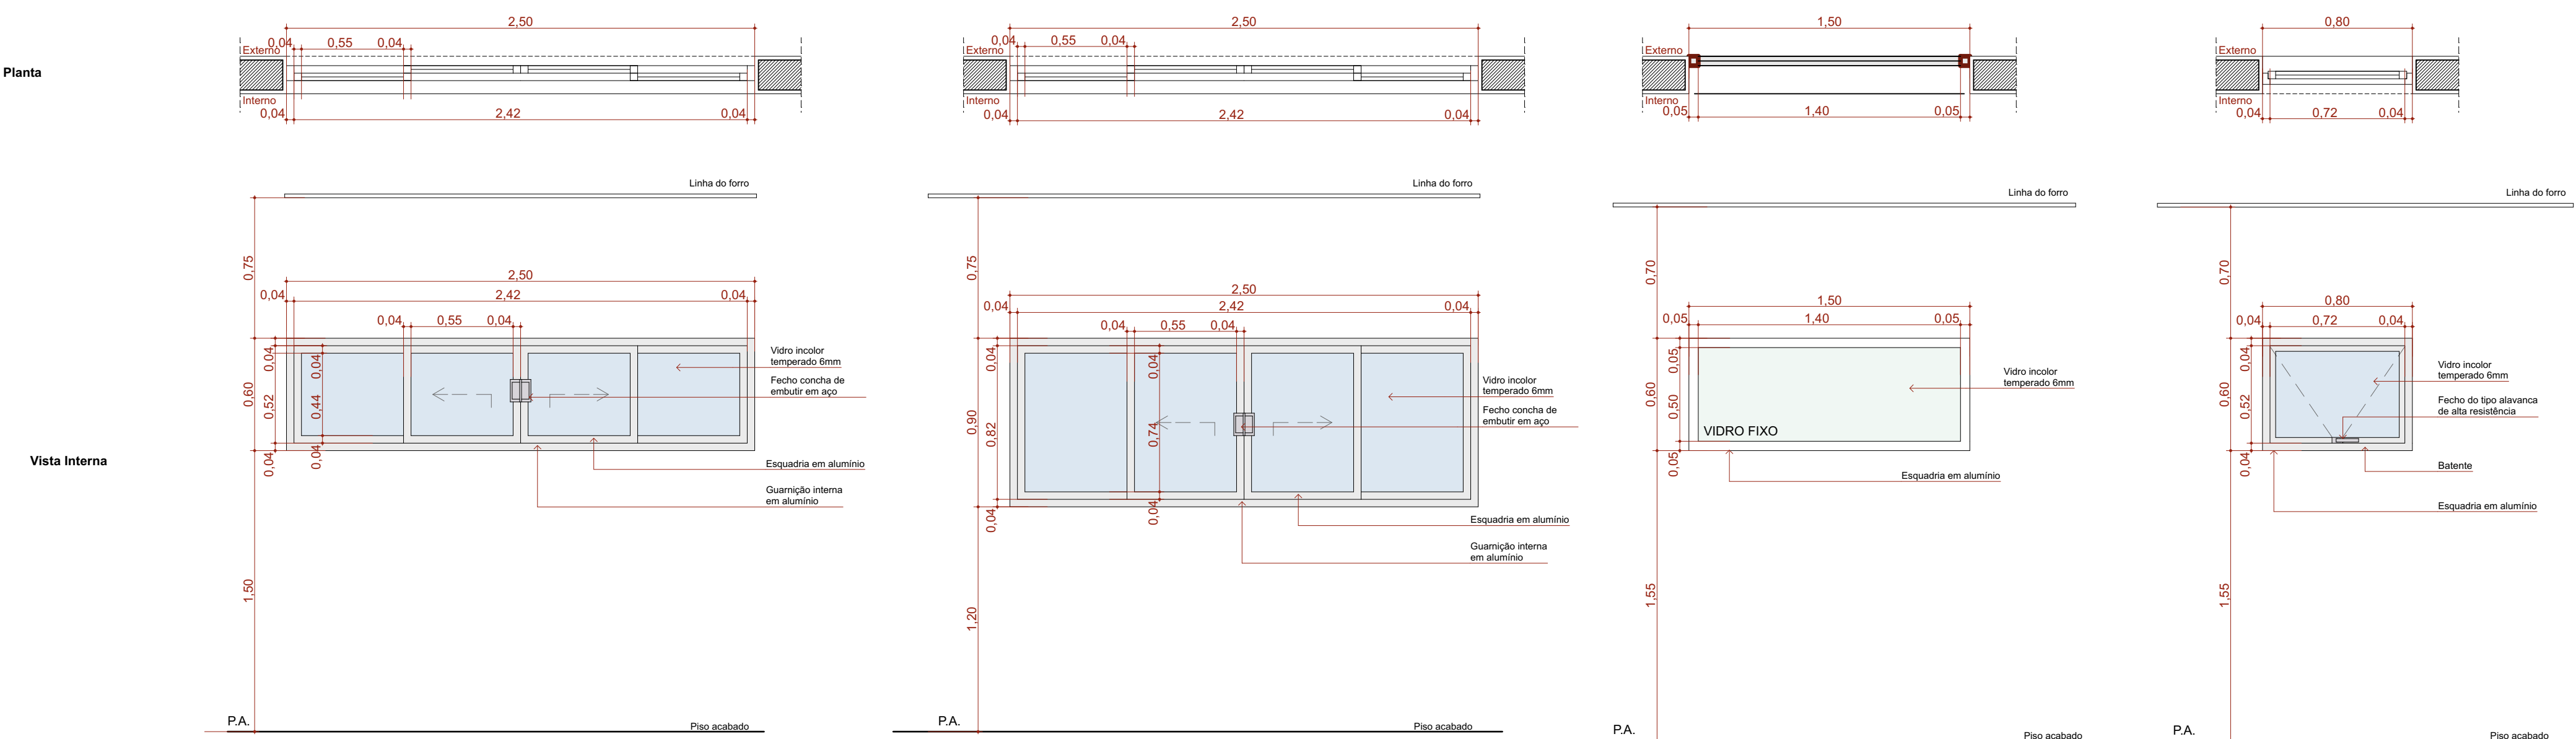 Planta
2,50
0,04
0,55
0,04
Externo
Interno
0,04
2,42
0,04
2,50
0,04
0,55
0,04
Externo
Interno
0,04
2,42
0,04
1,50
Externo
Interno
0,05
1,40
0,05
0,80
Externo
Interno
0,04
0,72
0,04
Vista Interna
Linha do forro
0,75
2,50
0,04
2,42
0,04
0,04
0,55
0,04
0,60
0,04
0,52
0,04
0,04
0,44
0,04
Vidro incolor
temperado 6mm
Fecho concha de
embutir em aço
Esquadria em alumínio
Guarnição interna
em alumínio
1,50
P.A.
Piso acabado
Linha do forro
0,75
2,50
0,04
2,42
0,04
0,04
0,55
0,04
0,90
0,04
0,82
0,04
0,04
0,74
0,04
Vidro incolor
temperado 6mm
Fecho concha de
embutir em aço
Esquadria em alumínio
Guarnição interna
em alumínio
1,20
P.A.
Piso acabado
Linha do forro
0,70
1,50
0,05
1,40
0,05
0,60
0,05
0,50
0,05
Vidro incolor
temperado 6mm
VIDRO FIXO
Esquadria em alumínio
1,55
P.A.
Piso acabado
Linha do forro
0,70
0,80
0,04
0,72
0,04
0,60
0,04
0,52
0,04
Vidro incolor
temperado 6mm
Fecho do tipo alavanca
de alta resistência
Batente
Esquadria em alumínio
1,55
P.A.
Piso acabado